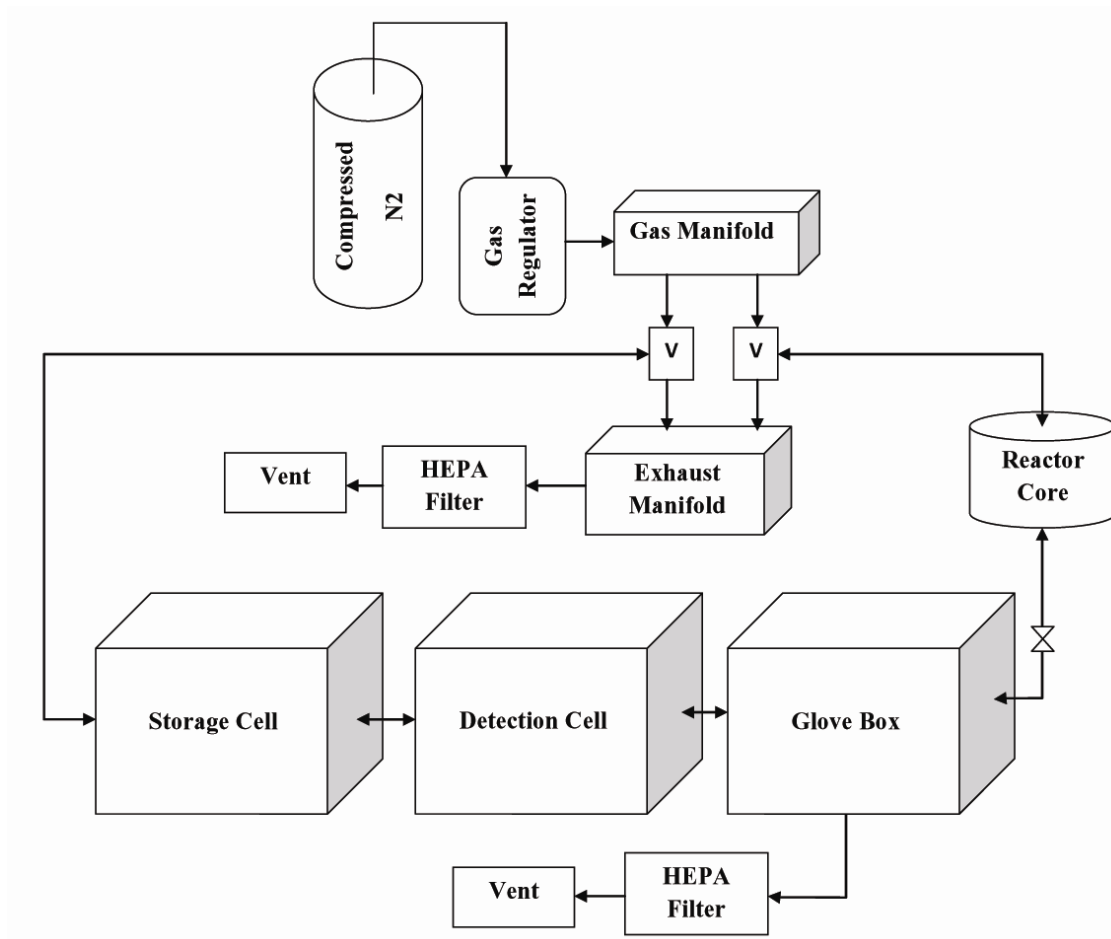 Compressed
N2
Gas
Regulator
Gas Manifold
V
V
Vent
HEPA
Filter
Exhaust
Manifold
Reactor
Core
Storage Cell
Detection Cell
Glove Box
Vent
HEPA
Filter